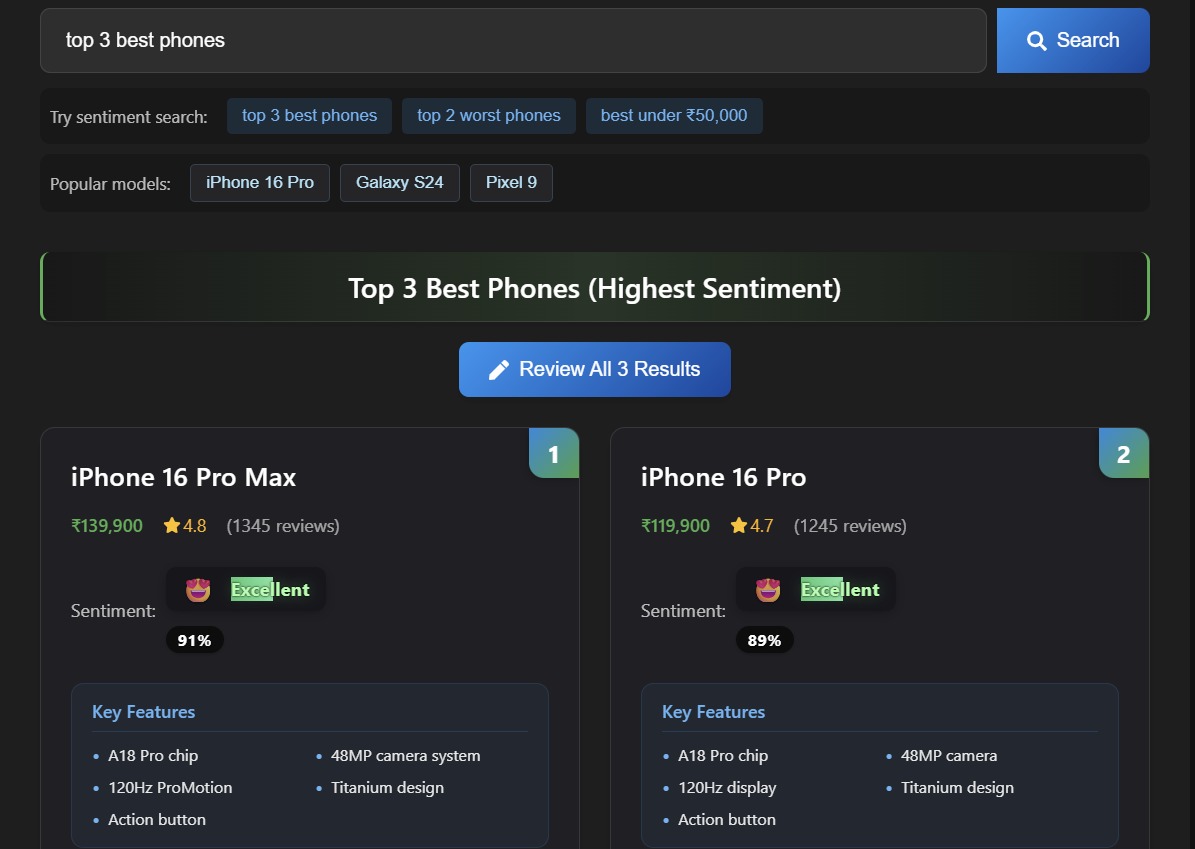 top 3 best phones
Search
Try sentiment search: top 3 best phones top 2 worst phones best under ₹50,000
Popular models: iPhone 16 Pro Galaxy S24 Pixel 9
Top 3 Best Phones (Highest Sentiment)
Review All 3 Results
1
iPhone 16 Pro Max
₹139,900 4.8 (1345 reviews)
Sentiment: Excellent
91%
Key Features
• A18 Pro chip
• 48MP camera system
• 120Hz ProMotion
• Titanium design
• Action button
2
iPhone 16 Pro
₹119,900 4.7 (1245 reviews)
Sentiment: Excellent
89%
Key Features
• A18 Pro chip
• 48MP camera
• 120Hz display
• Titanium design
• Action button